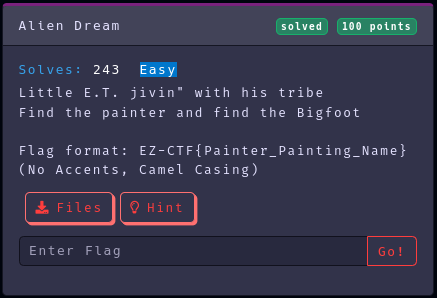 Alien Dream solved 100 points
Solves: 243 Easy
Little E.T. jivin" with his tribe
Find the painter and find the Bigfoot
Flag format: EZ-CTF{Painter_Painting_Name}
(No Accents, Camel Casing)
Files Hint
Enter Flag Go!